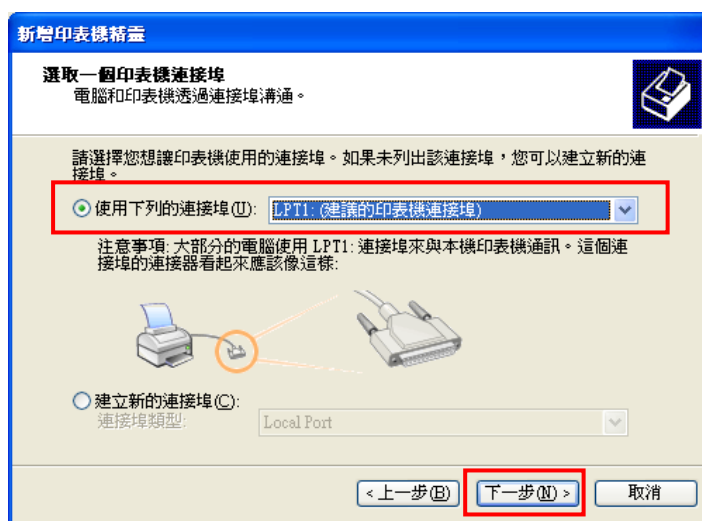 新增印表機精靈
選取一個印表機連接埠
電腦和印表機透過連接埠溝通。
請選擇您想讓印表機使用的連接埠。如果未列出該連接埠，您可以建立新的連
接埠。
使用下列的連接埠(U): LPT1: (建議的印表機連接埠)
注意事項: 大部分的電腦使用 LPT1: 連接埠來與本機印表機通訊。這個連
接埠的連接器看起來應該像這樣:
建立新的連接埠(C):
連接埠類型: Local Port
<上一步(B) 下一步(N)> 取消